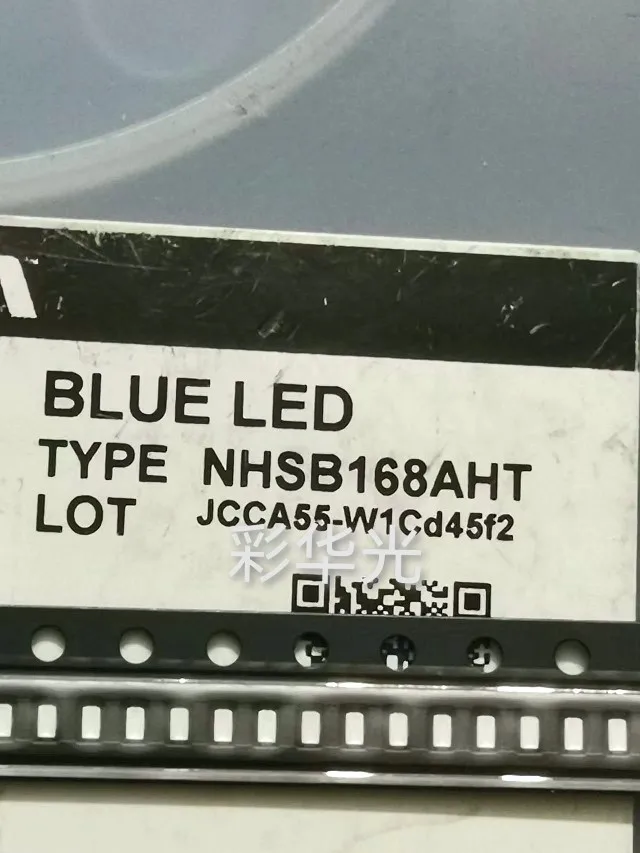 BLUE LED
TYPE NHSB168AHT
LOT JCCA55-W1Cd45f2
彩华光